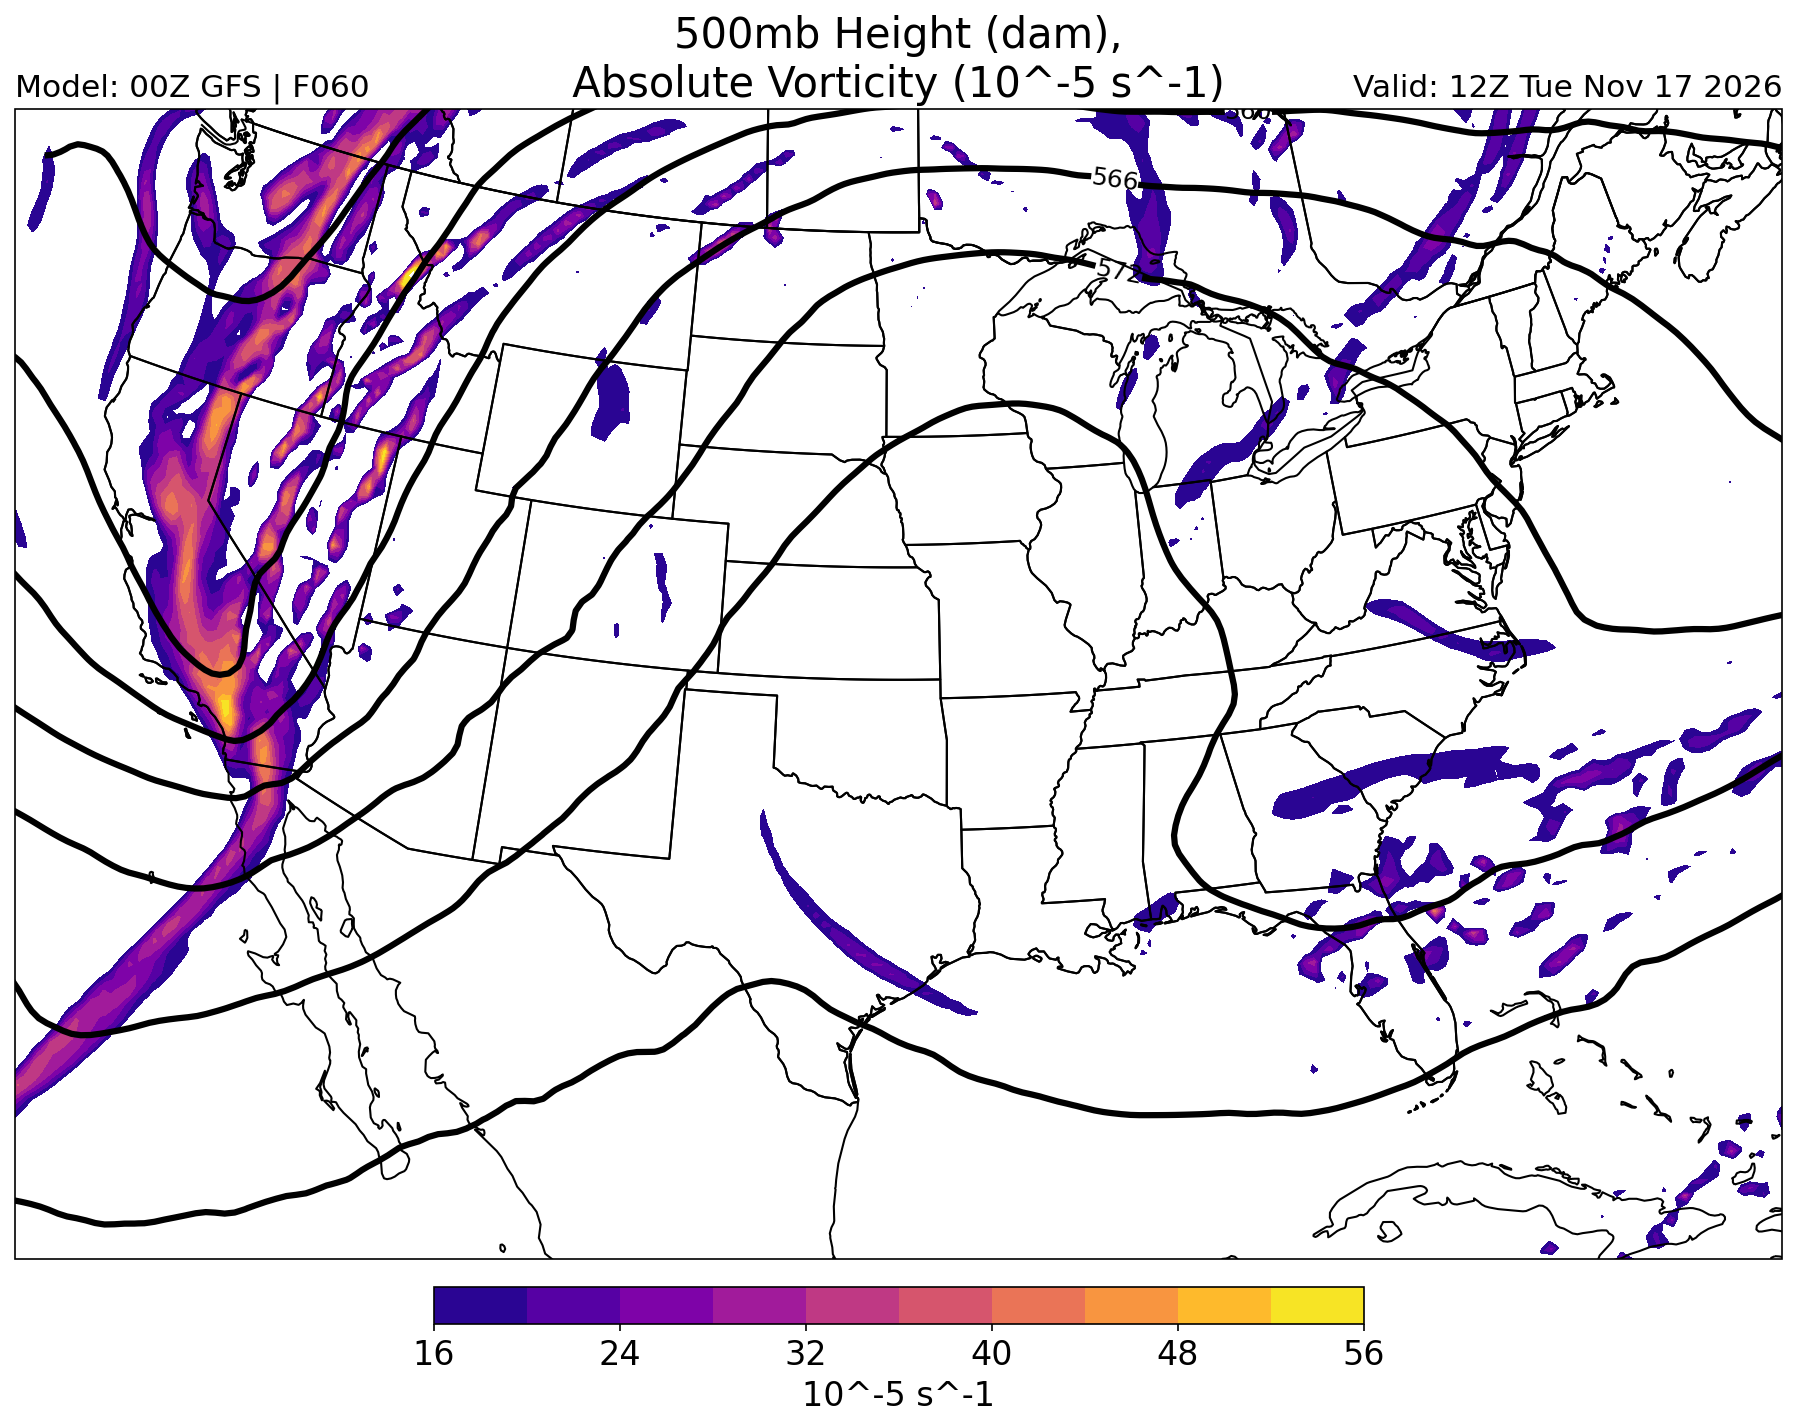 500mb Height (dam),
Absolute Vorticity (10^-5 s^-1)
Model: 00Z GFS | F060
Valid: 12Z Tue Nov 17 2026
566
572
16 24 32 40 48 56
10^-5 s^-1